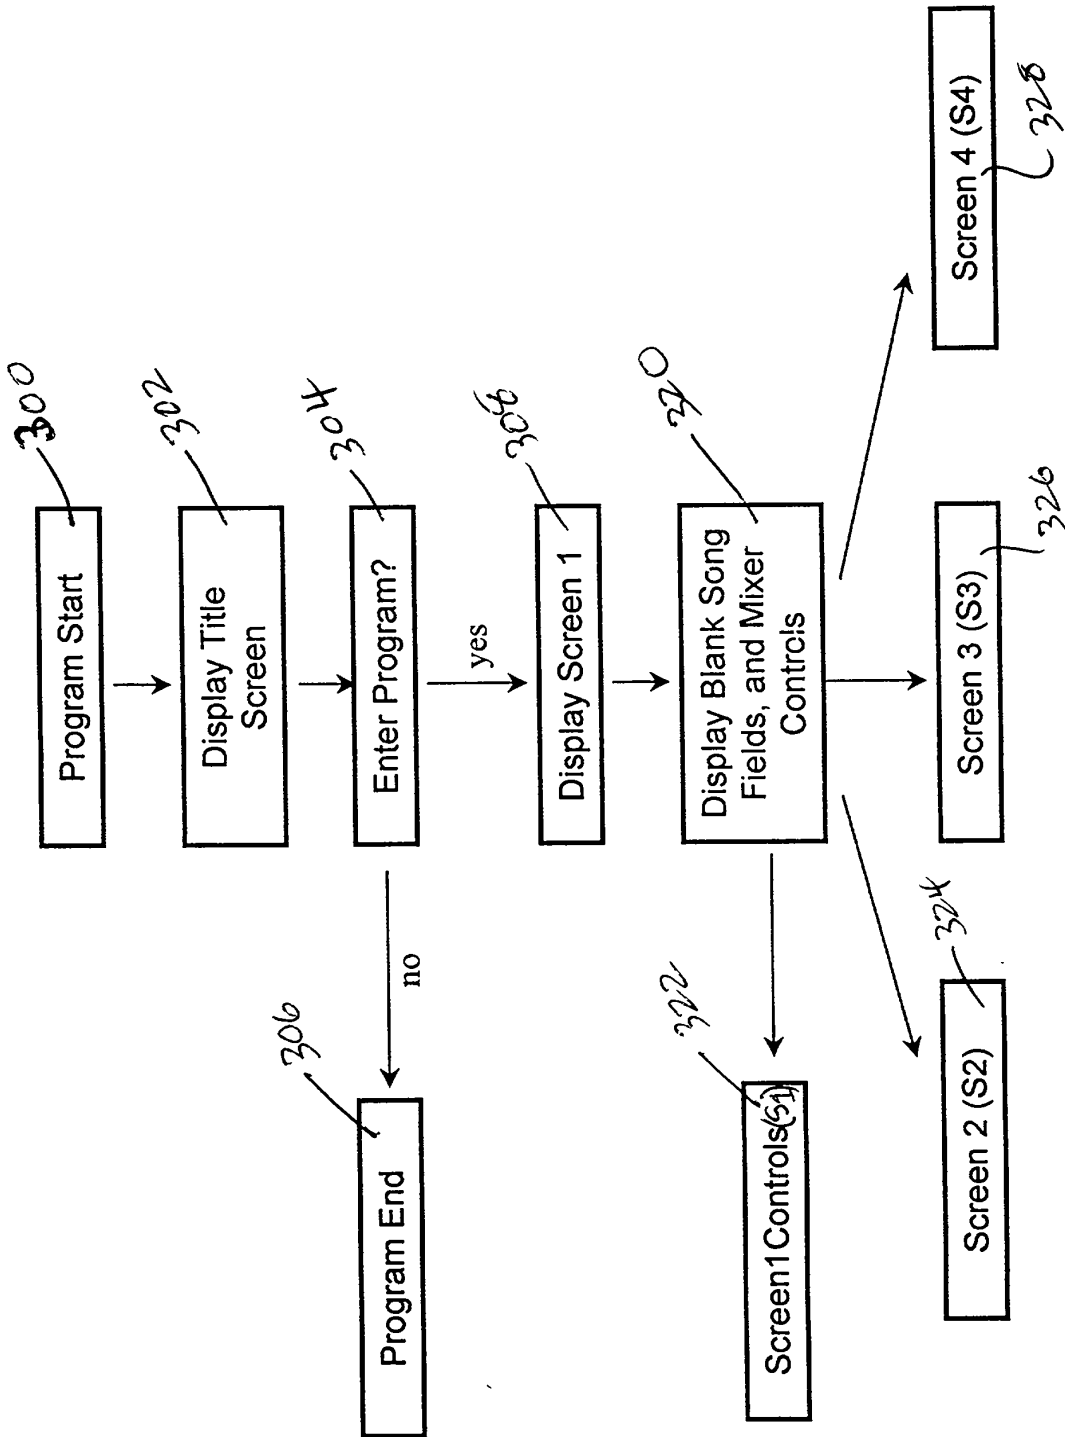 Program Start
300
Display Title
Screen
302
Enter Program?
304
no
yes
Program End
306
Display Screen 1
308
Display Blank Song
Fields, and Mixer
Controls
320
Screen1Controls(S1)
322
Screen 2 (S2)
324
Screen 3 (S3)
326
Screen 4 (S4)
328